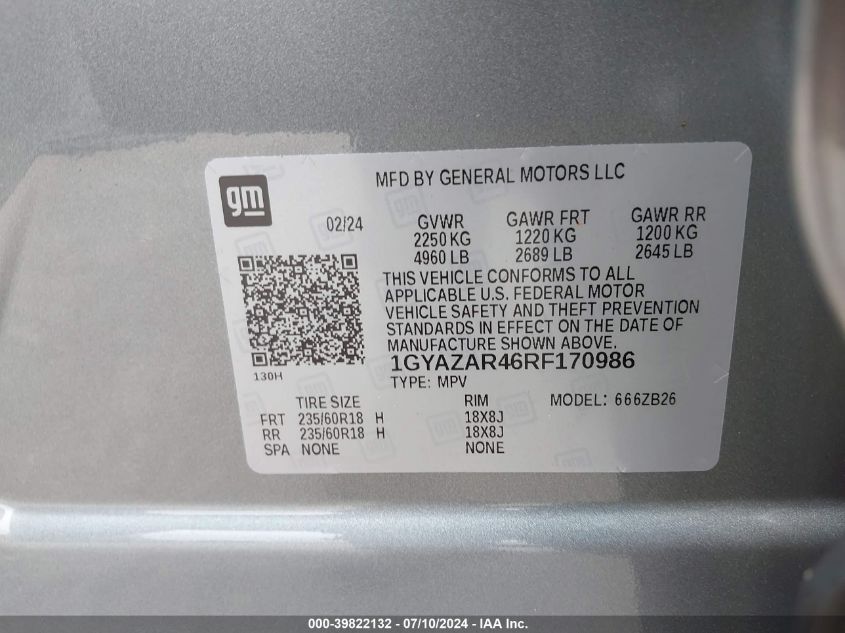 gm
MFD BY GENERAL MOTORS LLC
02/24 GVWR GAWR FRT GAWR RR
2250 KG 1220 KG 1200 KG
4960 LB 2689 LB 2645 LB
THIS VEHICLE CONFORMS TO ALL
APPLICABLE U.S. FEDERAL MOTOR
VEHICLE SAFETY AND THEFT PREVENTION
STANDARDS IN EFFECT ON THE DATE OF
MANUFACTURE SHOWN ABOVE.
1GYAZAR46RF170986
130H
TYPE: MPV
TIRE SIZE RIM MODEL: 666ZB26
FRT 235/60R18 H 18X8J
RR 235/60R18 H 18X8J
SPA NONE NONE
000-39822132 - 07/10/2024 - IAA Inc.